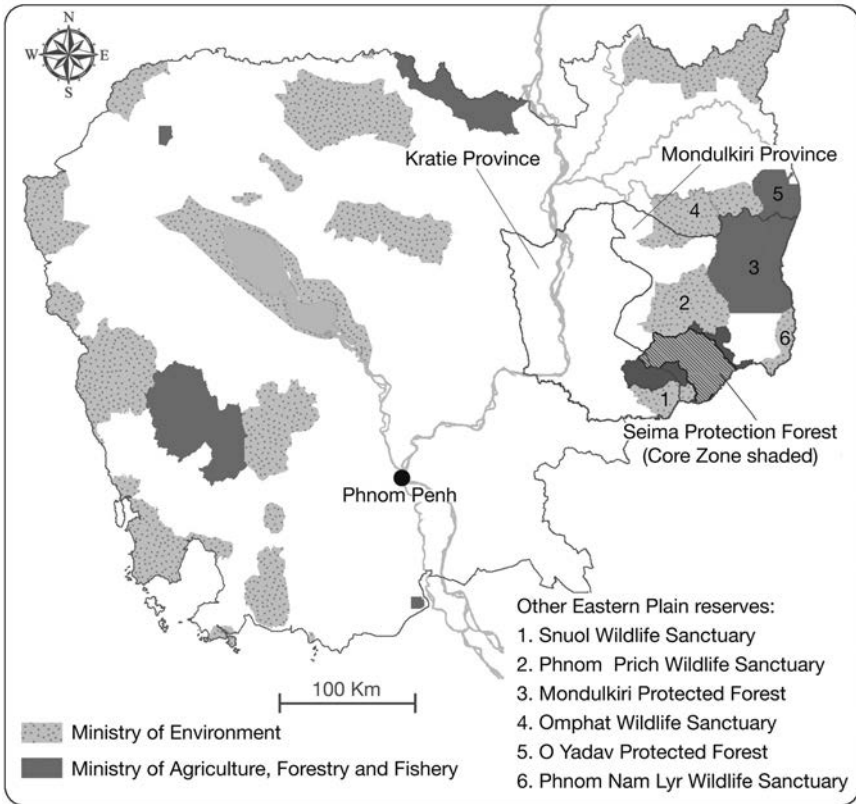 N
W E
S
Kratie Province
Mondulkiri Province
5
4
3
2
6
1
Seima Protection Forest
(Core Zone shaded)
Phnom Penh
100 Km
Ministry of Environment
Ministry of Agriculture, Forestry and Fishery
Other Eastern Plain reserves:
1. Snuol Wildlife Sanctuary
2. Phnom Prich Wildlife Sanctuary
3. Mondulkiri Protected Forest
4. Omphat Wildlife Sanctuary
5. O Yadav Protected Forest
6. Phnom Nam Lyr Wildlife Sanctuary